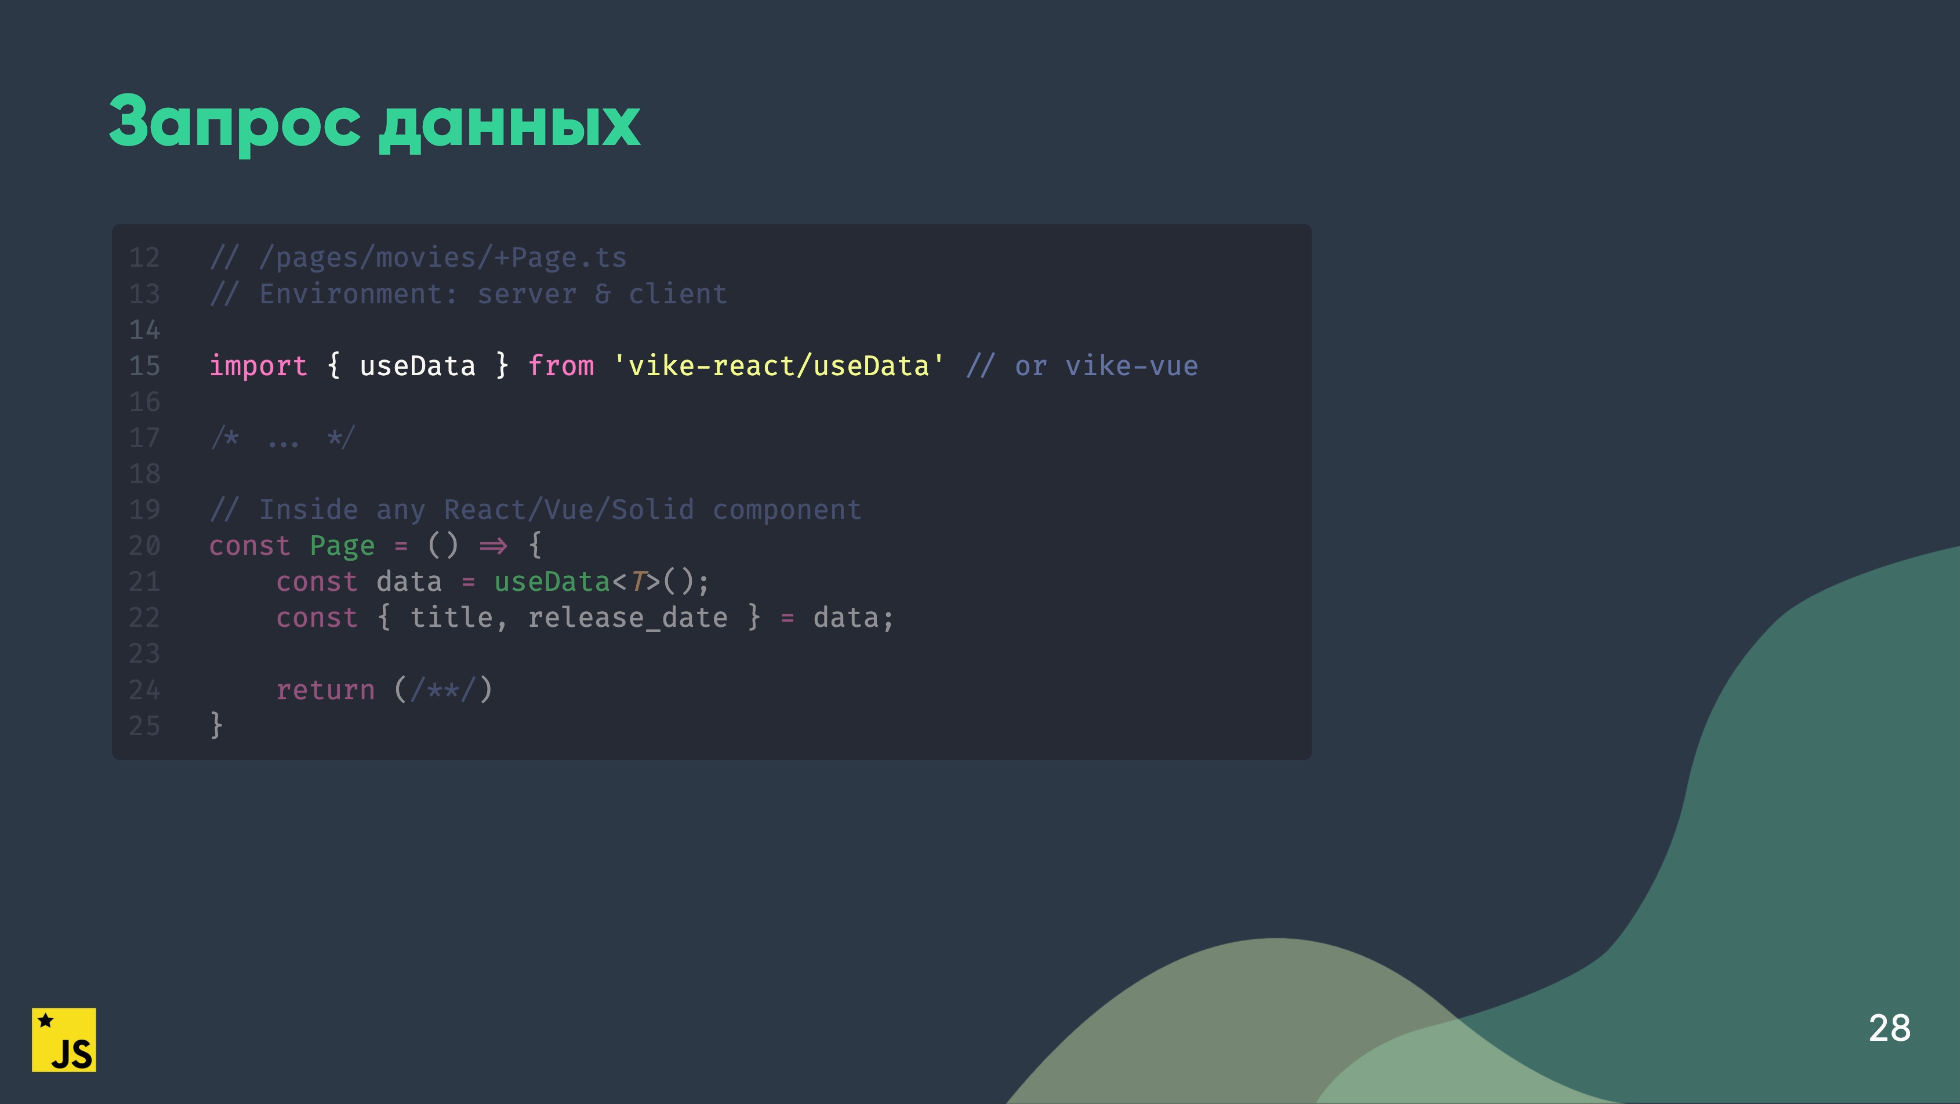 Запрос данных
12 // /pages/movies/+Page.ts
13 // Environment: server & client
14
15 import { useData } from 'vike-react/useData' // or vike-vue
16
17 /* ... */
18
19 // Inside any React/Vue/Solid component
20 const Page = () => {
21     const data = useData<T>();
22     const { title, release_date } = data;
23
24     return (/**/)
25 }
JS
28